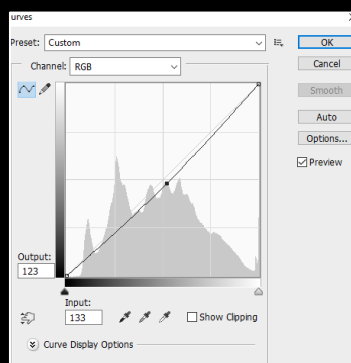 urves
Preset: Custom
OK
Channel: RGB
Cancel
Smooth
Auto
Options...
Preview
Output:
123
Input:
133
Show Clipping
Curve Display Options